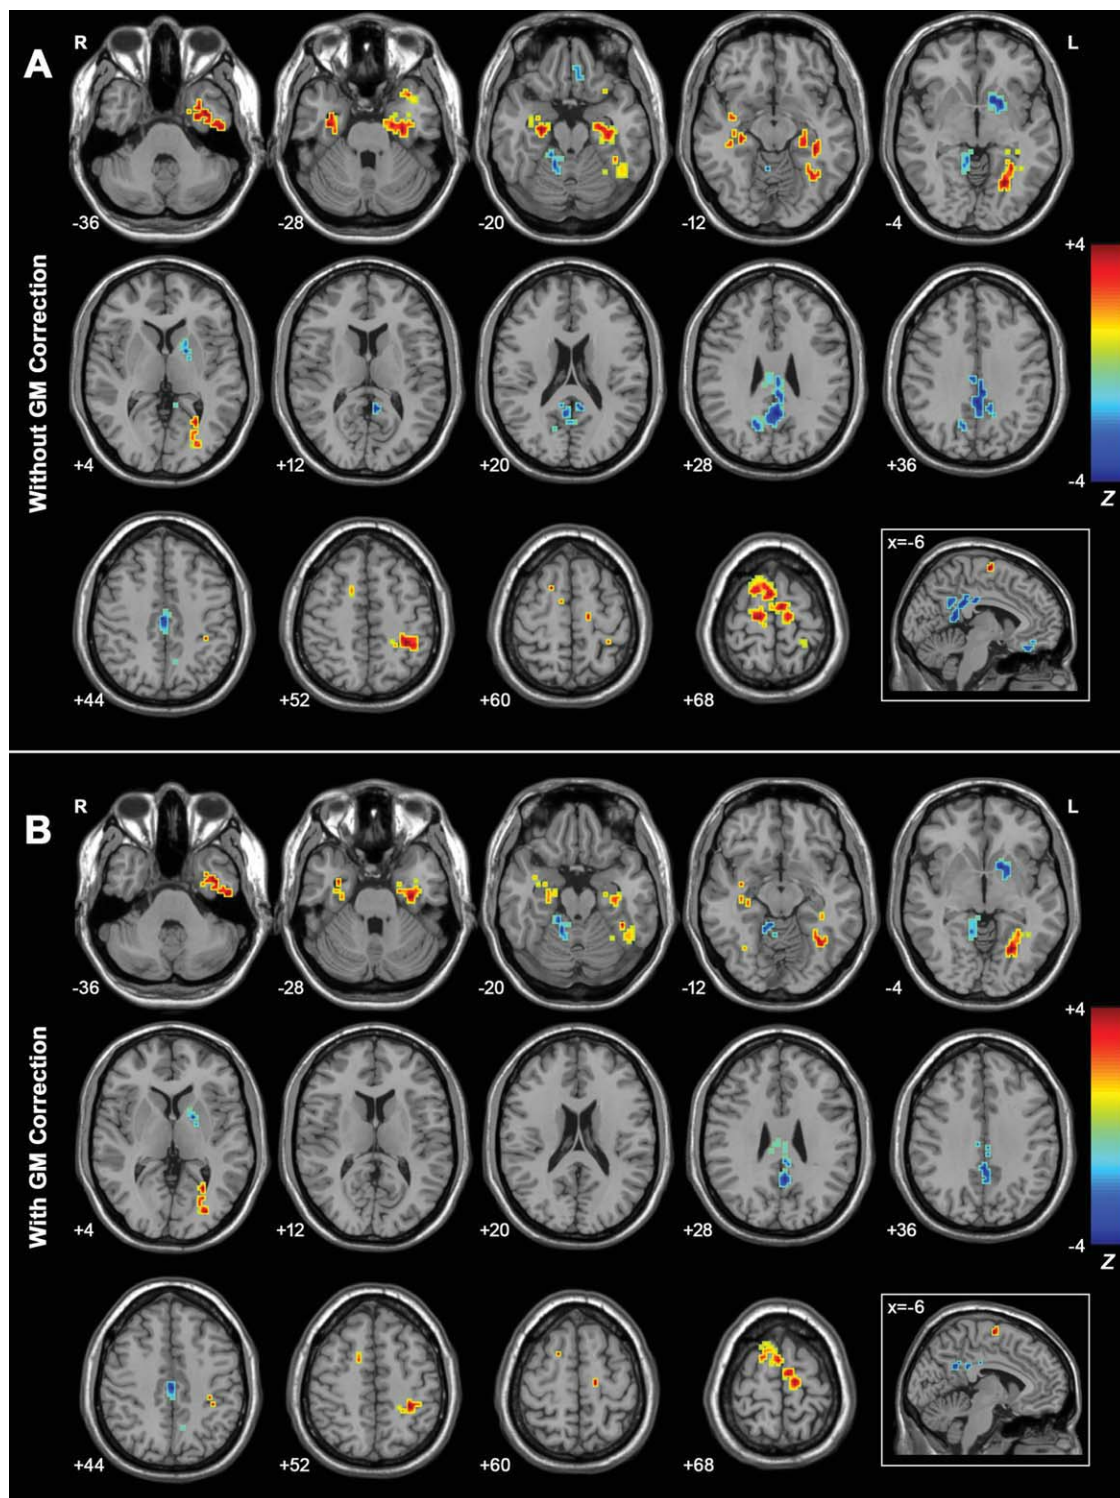 A
R
L
-36
-28
-20
-12
-4
Without GM Correction
+4
+4
+12
+20
+28
+36
-4
Z
+44
+52
+60
+68
x=-6
B
R
L
-36
-28
-20
-12
-4
With GM Correction
+4
+4
+12
+20
+28
+36
-4
Z
+44
+52
+60
+68
x=-6